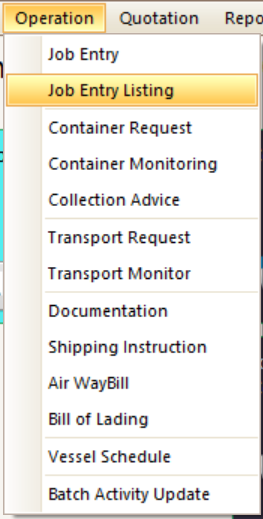 Operation Quotation Repo
Job Entry
Job Entry Listing
Container Request
Container Monitoring
Collection Advice
Transport Request
Transport Monitor
Documentation
Shipping Instruction
Air WayBill
Bill of Lading
Vessel Schedule
Batch Activity Update